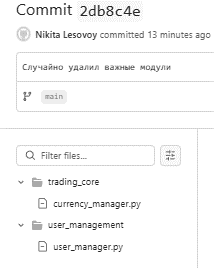 Commit 2db8c4e
Nikita Lesovoy committed 13 minutes ago
Случайно удалил важные модули
main
Filter files...
trading_core
currency_manager.py
user_management
user_manager.py